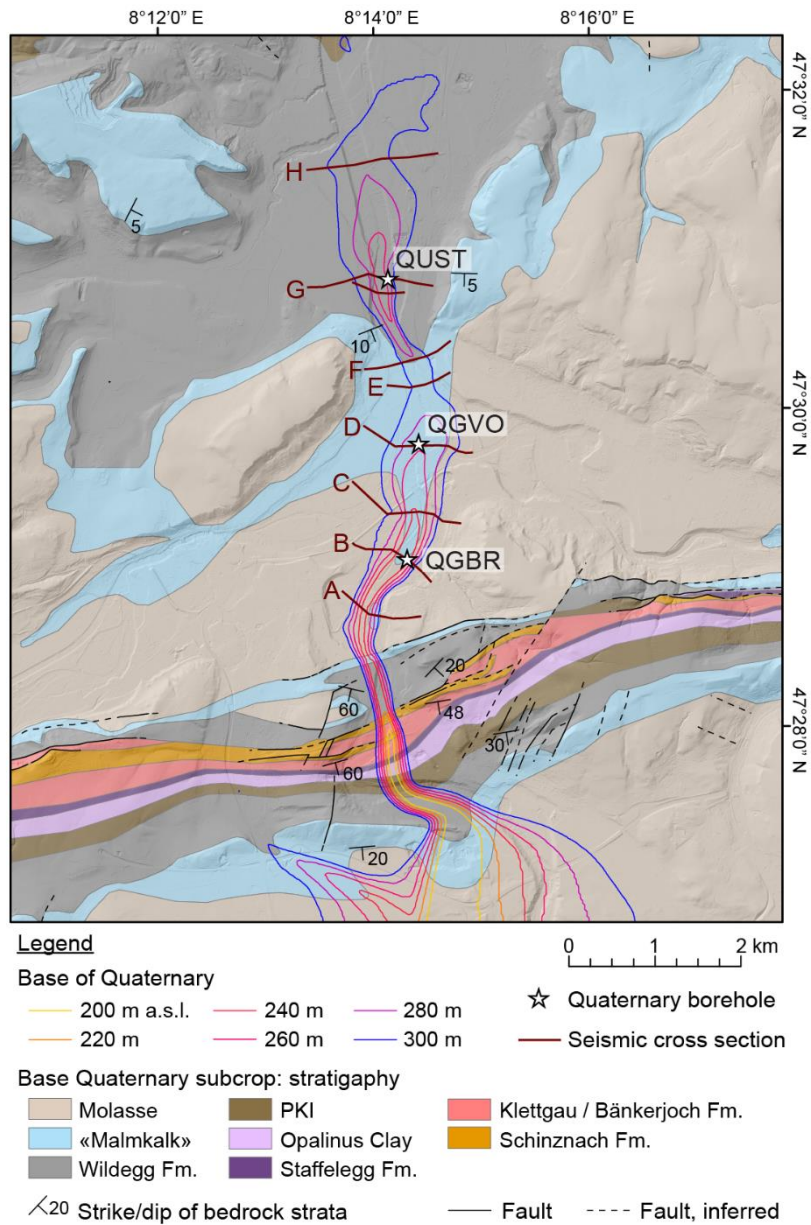 8°12'0" E 8°14'0" E 8°16'0" E
47°32'0" N
H
5
QUST
G
5
10
F
E
47°30'0" N
D
QGVO
C
B
QGBR
A
20
60
48
47°28'0" N
30
60
20
Legend
0 1 2 km
Base of Quaternary
200 m a.s.l. 240 m 280 m
Quaternary borehole
220 m 260 m 300 m
Seismic cross section
Base Quaternary subcrop: stratigaphy
Molasse PKI Klettgau / Bänkerjoch Fm.
«Malmkalk» Opalinus Clay Schinznach Fm.
Wildegg Fm. Staffelegg Fm.
20 Strike/dip of bedrock strata Fault Fault, inferred